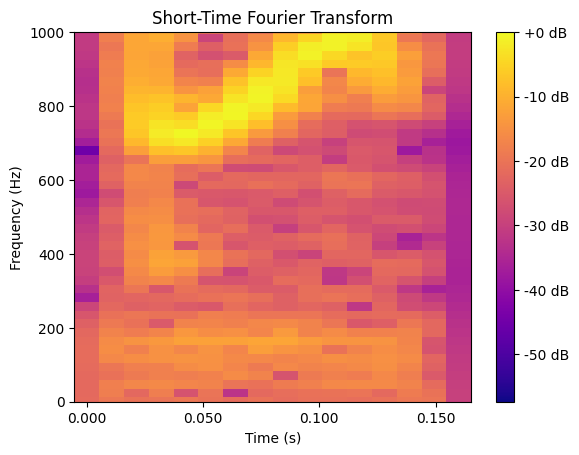 Short-Time Fourier Transform
Frequency (Hz)
1000
800
600
400
200
0
0.000
0.050
0.100
0.150
Time (s)
+0 dB
-10 dB
-20 dB
-30 dB
-40 dB
-50 dB